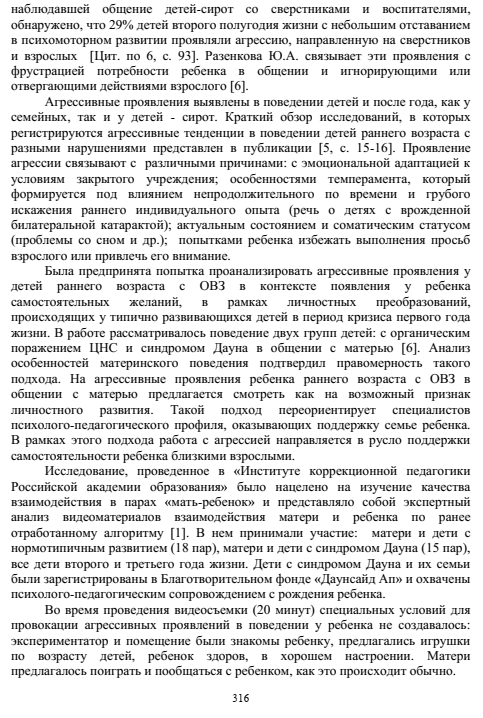 наблюдавшей общение детей-сирот со сверстниками и воспитателями,
обнаружено, что 29% детей второго полугодия жизни с небольшим отставанием
в психомоторном развитии проявляли агрессию, направленную на сверстников
и взрослых [Цит. по 6, с. 93]. Разенкова Ю.А. связывает эти проявления с
фрустрацией потребности ребенка в общении и игнорирующими или
отвергающими действиями взрослого [6].
Агрессивные проявления выявлены в поведении детей и после года, как у
семейных, так и у детей - сирот. Краткий обзор исследований, в которых
регистрируются агрессивные тенденции в поведении детей раннего возраста с
разными нарушениями представлен в публикации [5, с. 15-16]. Проявление
агрессии связывают с различными причинами: с эмоциональной адаптацией к
условиям закрытого учреждения; особенностями темперамента, который
формируется под влиянием непродолжительного по времени и грубого
искажения раннего индивидуального опыта (речь о детях с врожденной
билатеральной катарактой); актуальным состоянием и соматическим статусом
(проблемы со сном и др.); попытками ребенка избежать выполнения просьб
взрослого или привлечь его внимание.
Была предпринята попытка проанализировать агрессивные проявления у
детей раннего возраста с ОВЗ в контексте появления у ребенка
самостоятельных желаний, в рамках личностных преобразований,
происходящих у типично развивающихся детей в период кризиса первого года
жизни. В работе рассматривалось поведение двух групп детей: с органическим
поражением ЦНС и синдромом Дауна в общении с матерью [6]. Анализ
особенностей материнского поведения подтвердил правомерность такого
подхода. На агрессивные проявления ребенка раннего возраста с ОВЗ в
общении с матерью предлагается смотреть как на возможный признак
личностного развития. Такой подход переориентирует специалистов
психолого-педагогического профиля, оказывающих поддержку семье ребенка.
В рамках этого подхода работа с агрессией направляется в русло поддержки
самостоятельности ребенка близкими взрослыми.
Исследование, проведенное в «Институте коррекционной педагогики
Российской академии образования» было нацелено на изучение качества
взаимодействия в парах «мать-ребенок» и представляло собой экспертный
анализ видеоматериалов взаимодействия матери и ребенка по ранее
отработанному алгоритму [1]. В нем принимали участие: матери и дети с
нормотипичным развитием (18 пар), матери и дети с синдромом Дауна (15 пар),
все дети второго и третьего года жизни. Дети с синдромом Дауна и их семьи
были зарегистрированы в Благотворительном фонде «Даунсайд Ап» и охвачены
психолого-педагогическим сопровождением с рождения ребенка.
Во время проведения видеосъемки (20 минут) специальных условий для
провокации агрессивных проявлений в поведении у ребенка не создавалось:
экспериментатор и помещение были знакомы ребенку, предлагались игрушки
по возрасту детей, ребенок здоров, в хорошем настроении. Матери
предлагалось поиграть и пообщаться с ребенком, как это происходит обычно.
316